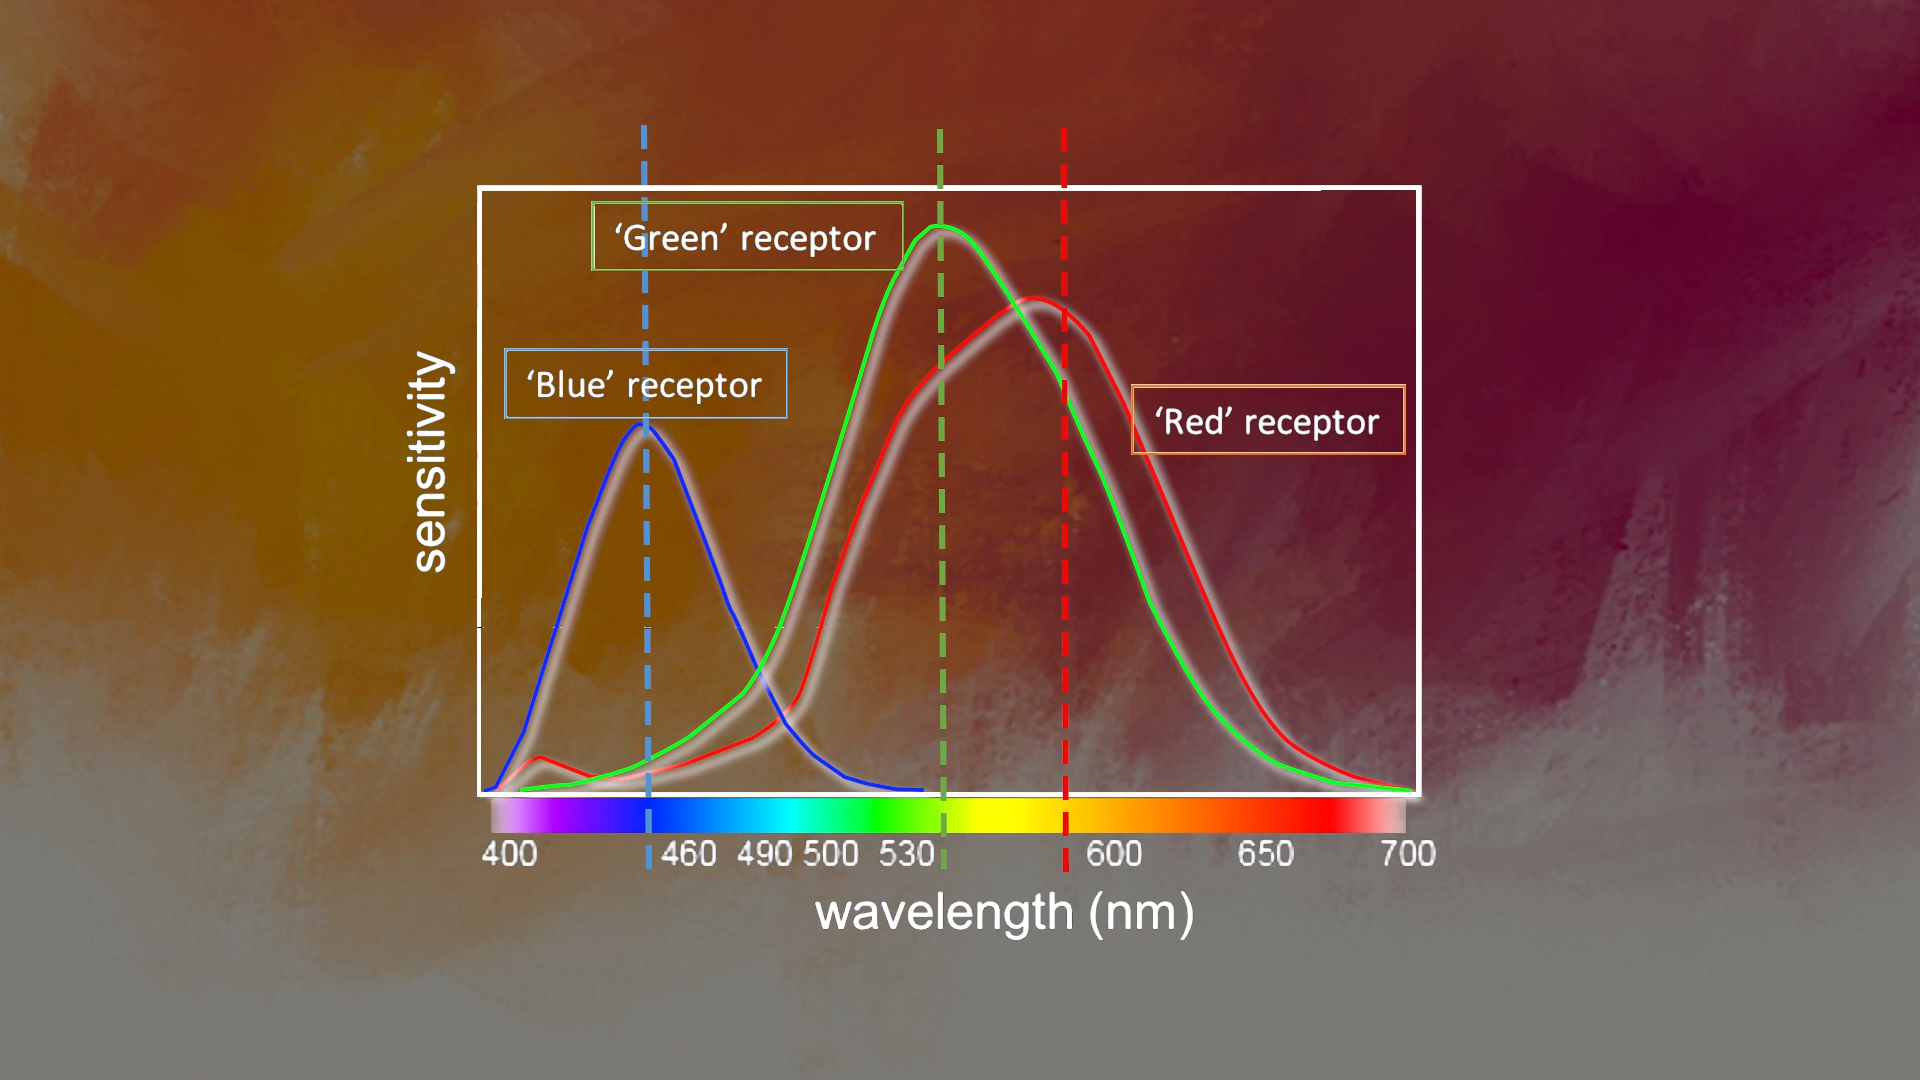 ‘Green’ receptor
‘Blue’ receptor
‘Red’ receptor
sensitivity
400 460 490 500 530 600 650 700
wavelength (nm)